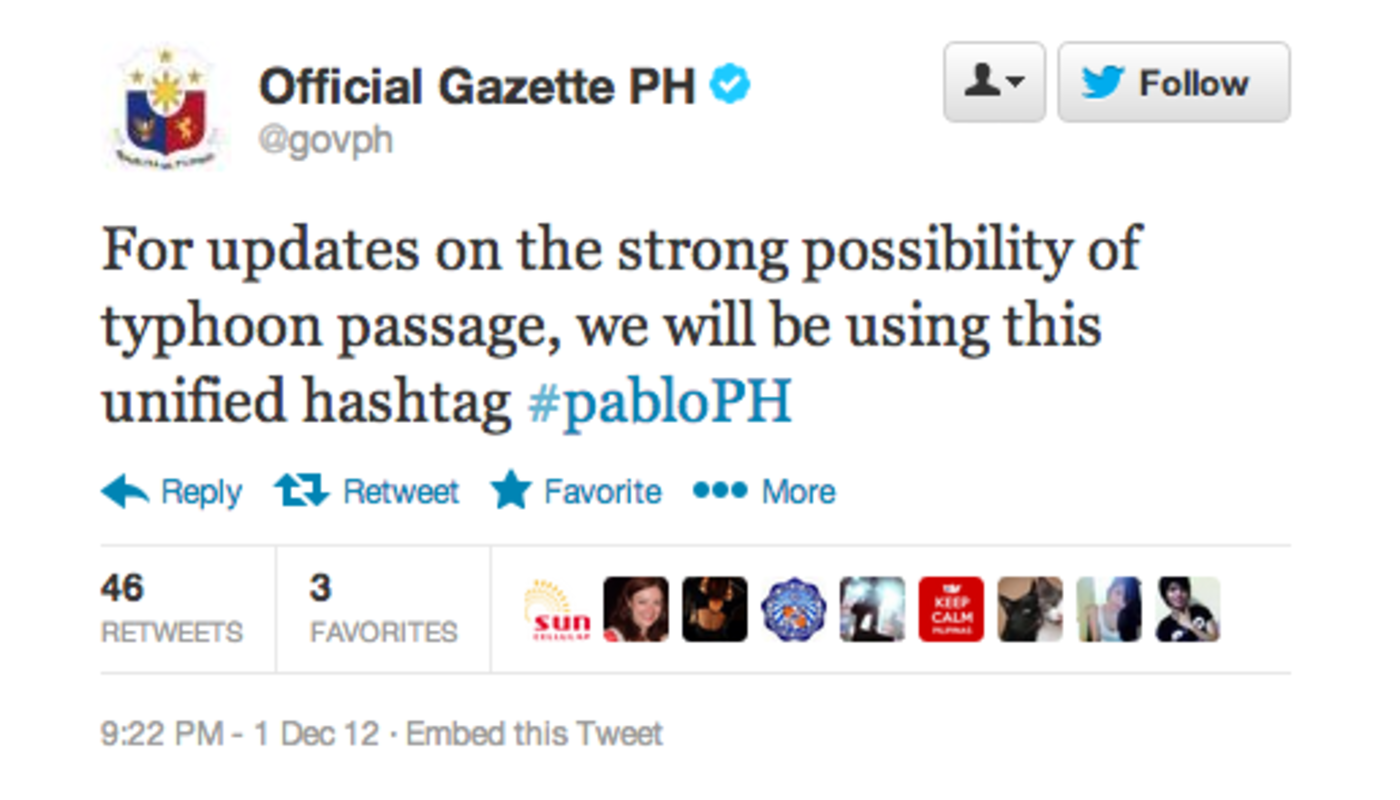 Official Gazette PH
@govph
Follow
For updates on the strong possibility of
typhoon passage, we will be using this
unified hashtag #pabloPH
Reply Retweet Favorite More
46
RETWEETS
3
FAVORITES
sun
CELLULAR
KEEP
CALM
PILIPINAS
9:22 PM - 1 Dec 12 · Embed this Tweet